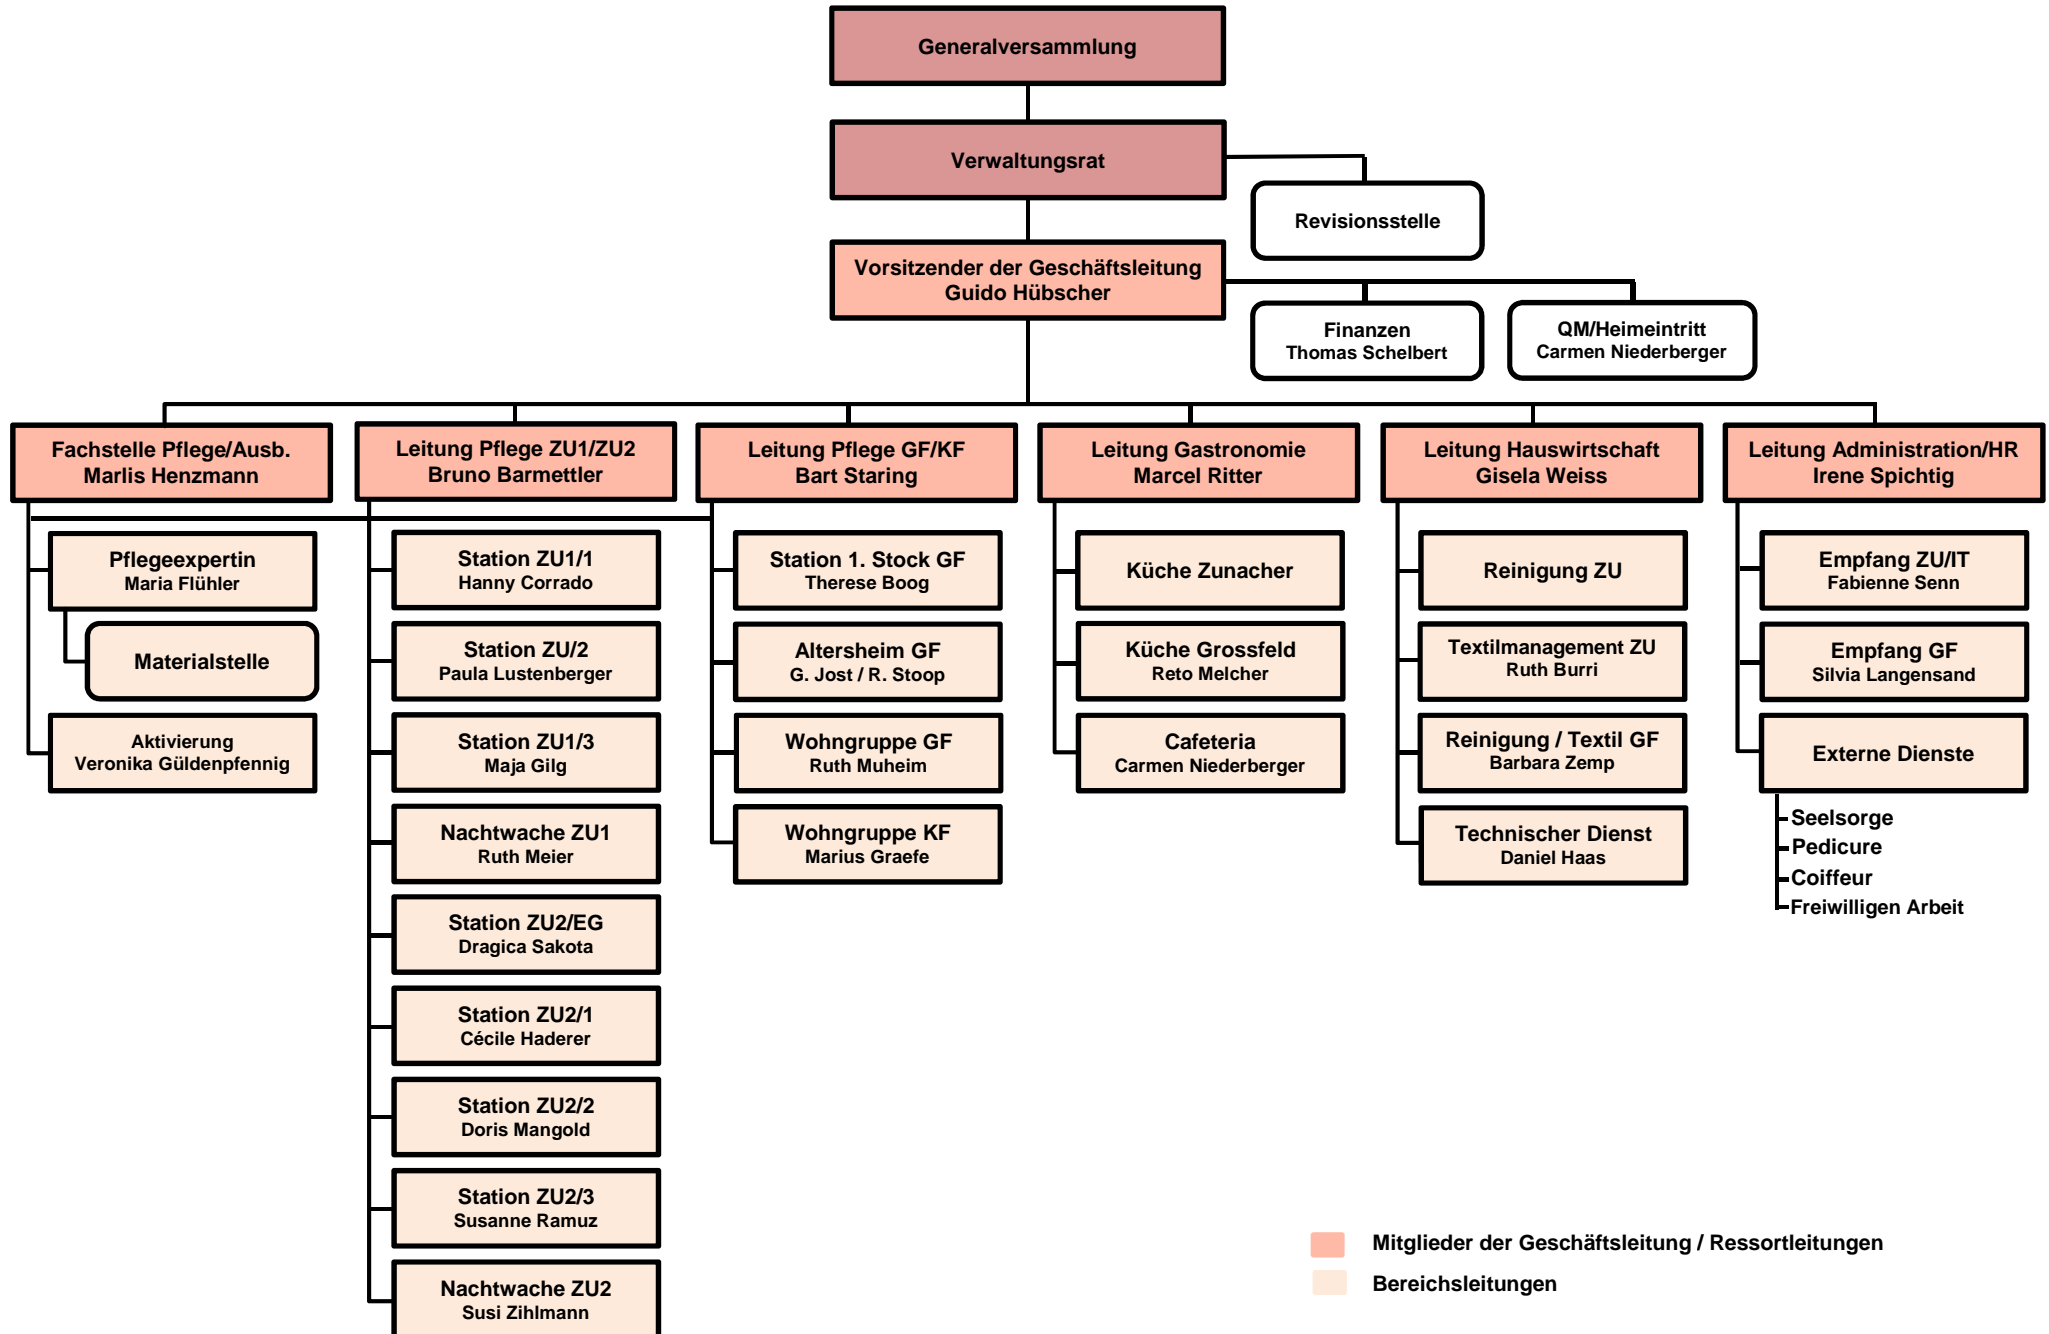 Generalversammlung
Verwaltungsrat
Revisionsstelle
Vorsitzender der Geschäftsleitung
Guido Hübscher
Finanzen
Thomas Schelbert
QM/Heimeintritt
Carmen Niederberger
Fachstelle Pflege/Ausb.
Marlis Henzmann
Leitung Pflege ZU1/ZU2
Bruno Barmettler
Leitung Pflege GF/KF
Bart Staring
Leitung Gastronomie
Marcel Ritter
Leitung Hauswirtschaft
Gisela Weiss
Leitung Administration/HR
Irene Spichtig
Pflegeexpertin
Maria Flühler
Materialstelle
Aktivierung
Veronika Güldenpfennig
Station ZU1/1
Hanny Corrado
Station ZU/2
Paula Lustenberger
Station ZU1/3
Maja Gilg
Nachtwache ZU1
Ruth Meier
Station ZU2/EG
Dragica Sakota
Station ZU2/1
Cécile Haderer
Station ZU2/2
Doris Mangold
Station ZU2/3
Susanne Ramuz
Nachtwache ZU2
Susi Zihlmann
Station 1. Stock GF
Therese Boog
Altersheim GF
G. Jost / R. Stoop
Wohngruppe GF
Ruth Muheim
Wohngruppe KF
Marius Graefe
Küche Zunacher
Küche Grossfeld
Reto Melcher
Cafeteria
Carmen Niederberger
Reinigung ZU
Textilmanagement ZU
Ruth Burri
Reinigung / Textil GF
Barbara Zemp
Technischer Dienst
Daniel Haas
Empfang ZU/IT
Fabienne Senn
Empfang GF
Silvia Langensand
Externe Dienste
Seelsorge
Pedicure
Coiffeur
Freiwilligen Arbeit
Mitglieder der Geschäftsleitung / Ressortleitungen
Bereichsleitungen